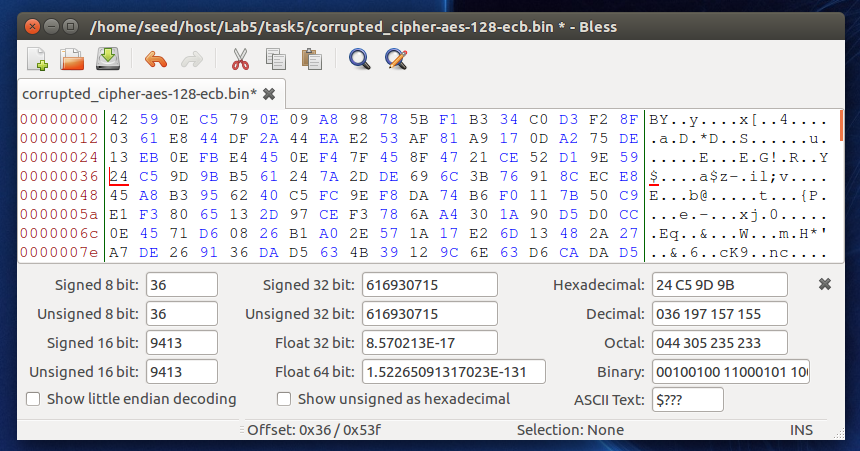 /home/seed/host/Lab5/task5/corrupted_cipher-aes-128-ecb.bin * - Bless
corrupted_cipher-aes-128-ecb.bin*
00000000 42 59 0E C5 79 0E 09 A8 98 78 5B F1 B3 34 C0 D3 F2 8F BY..y....x[..4....
00000012 03 61 E8 44 DF 2A 44 EA E2 53 AF 81 A9 17 0D A2 75 DE .a.D.*D..S......u.
00000024 13 EB 0E FB E4 45 0E F4 7F 45 8F 47 21 CE 52 D1 9E 59 .....E...E.G!.R..Y
00000036 24 C5 9D 9B B5 61 24 7A 2D DE 69 6C 3B 76 91 8C EC E8 $....a$z-.il;v....
00000048 45 A8 B3 95 62 40 C5 FC 9E F8 DA 74 B6 F0 11 7B 50 C9 E...b@.....t...{P.
0000005a E1 F3 80 65 13 2D 97 CE F3 78 6A A4 30 1A 90 D5 D0 CC ...e.-...xj.0.....
0000006c 0E 45 71 D6 08 26 B1 A0 2E 57 1A 17 E2 6D 13 48 2A 27 .Eq..&...W...m.H*'
0000007e A7 DE 26 91 36 DA D5 63 4B 39 12 9C 6E 63 D6 CA DA D5 ..&.6..cK9..nc....
Signed 8 bit: 36 Signed 32 bit: 616930715 Hexadecimal: 24 C5 9D 9B
Unsigned 8 bit: 36 Unsigned 32 bit: 616930715 Decimal: 036 197 157 155
Signed 16 bit: 9413 Float 32 bit: 8.570213E-17 Octal: 044 305 235 233
Unsigned 16 bit: 9413 Float 64 bit: 1.52265091317023E-131 Binary: 00100100 11000101 100
Show little endian decoding Show unsigned as hexadecimal ASCII Text: $???
Offset: 0x36 / 0x53f Selection: None INS